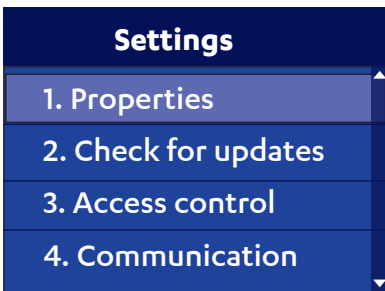 Settings
1. Properties
2. Check for updates
3. Access control
4. Communication